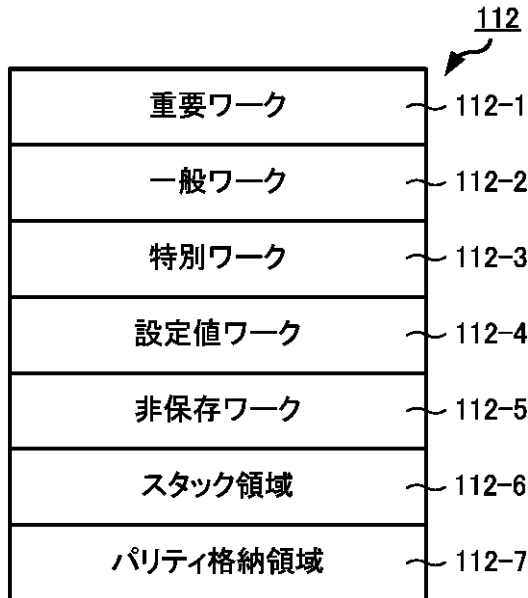 112
重要ワーク 112-1
一般ワーク 112-2
特別ワーク 112-3
設定値ワーク 112-4
非保存ワーク 112-5
スタック領域 112-6
パリティ格納領域 112-7